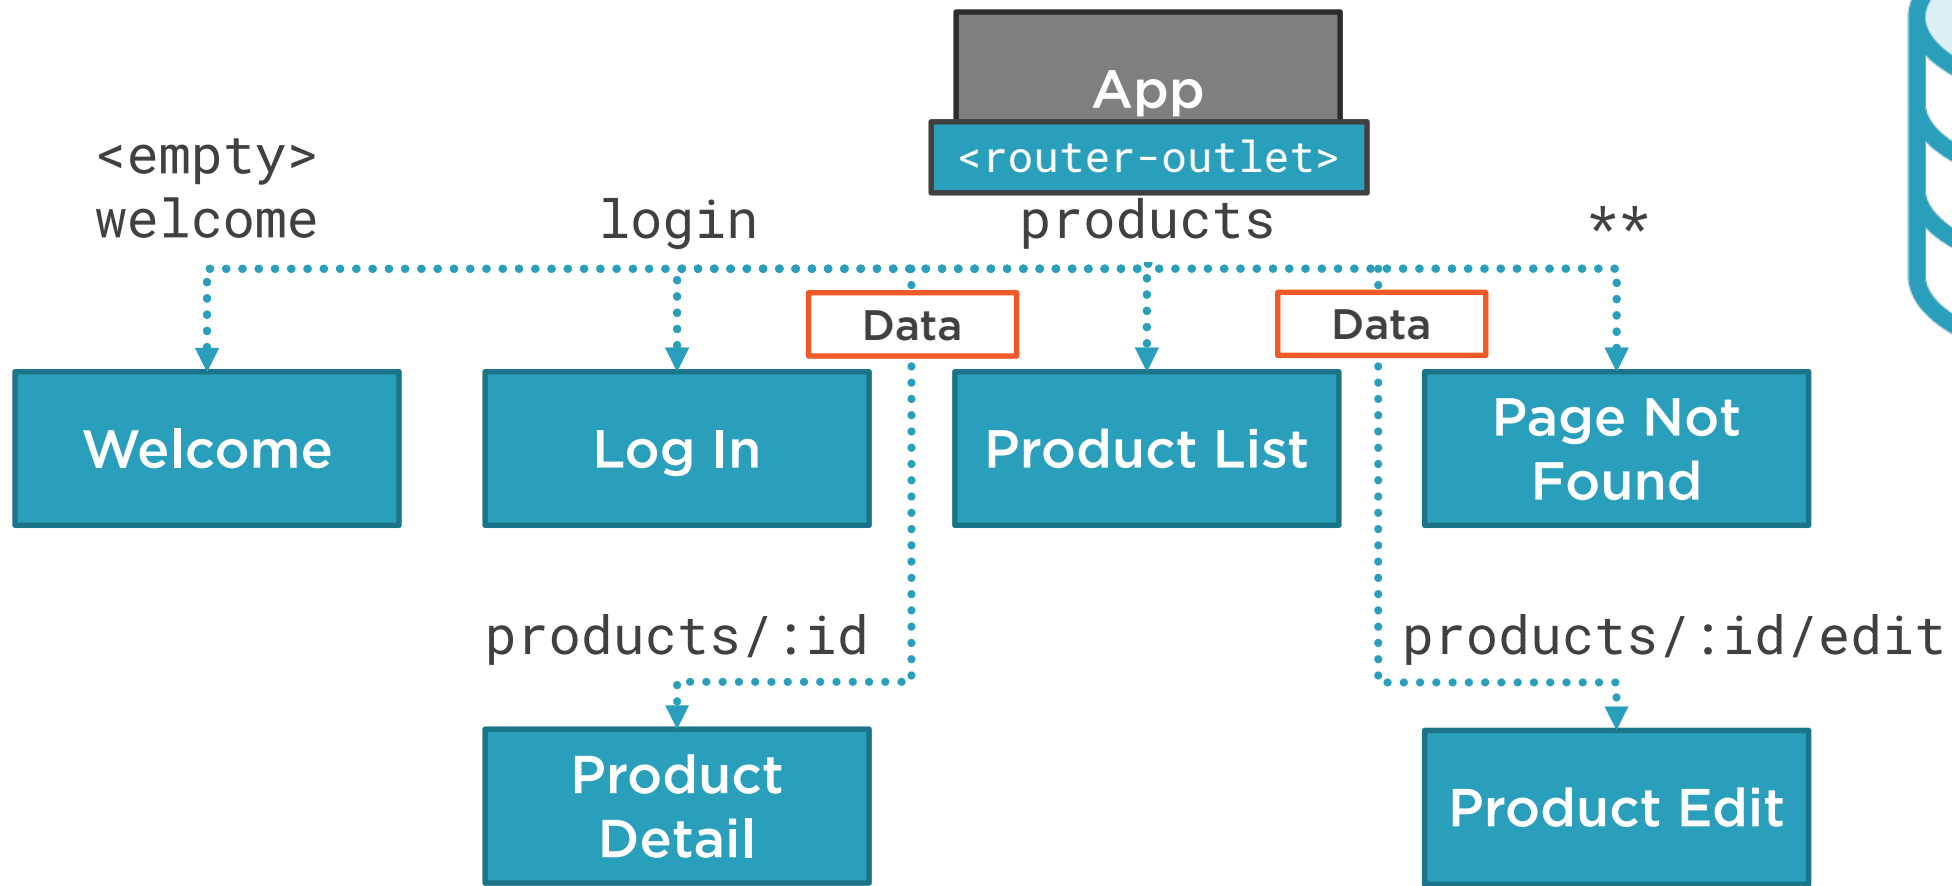 App
<router-outlet>
<empty>
welcome
login
products
**
Data
Data
Welcome
Log In
Product List
Page Not
Found
products/:id
products/:id/edit
Product
Detail
Product Edit